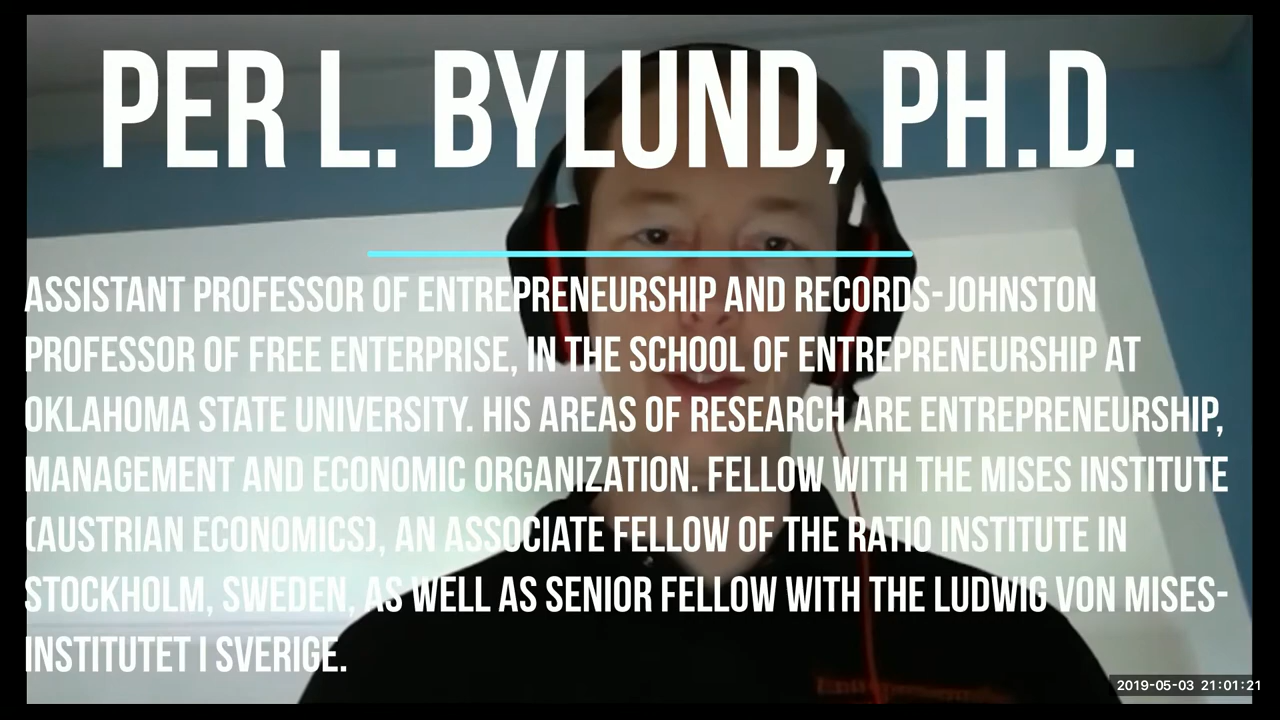 PER L. BYLUND, PH.D.
ASSISTANT PROFESSOR OF ENTREPRENEURSHIP AND RECORDS-JOHNSTON
PROFESSOR OF FREE ENTERPRISE, IN THE SCHOOL OF ENTREPRENEURSHIP AT
OKLAHOMA STATE UNIVERSITY. HIS AREAS OF RESEARCH ARE ENTREPRENEURSHIP,
MANAGEMENT AND ECONOMIC ORGANIZATION. FELLOW WITH THE MISES INSTITUTE
(AUSTRIAN ECONOMICS), AN ASSOCIATE FELLOW OF THE RATIO INSTITUTE IN
STOCKHOLM, SWEDEN, AS WELL AS SENIOR FELLOW WITH THE LUDWIG VON MISES-
INSTITUTET I SVERIGE.
2019-05-03 21:01:21